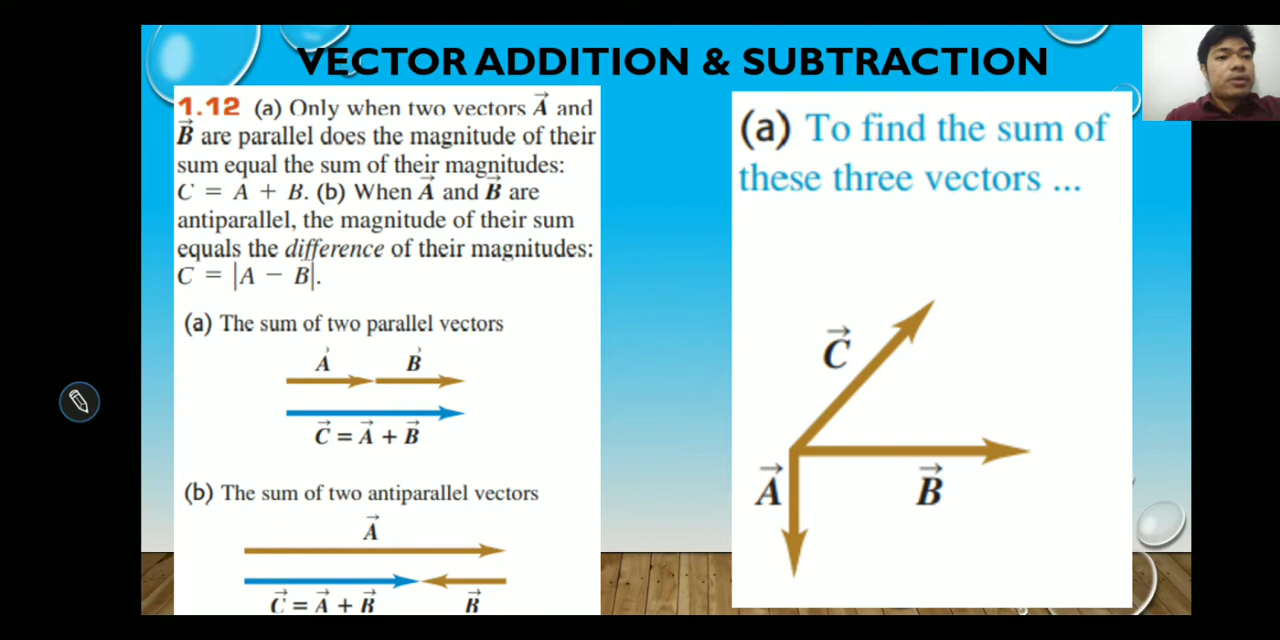 VECTOR ADDITION & SUBTRACTION
1.12 (a) Only when two vectors A⃗ and
B⃗ are parallel does the magnitude of their
sum equal the sum of their magnitudes:
C = A + B. (b) When A⃗ and B⃗ are
antiparallel, the magnitude of their sum
equals the difference of their magnitudes:
C = |A − B|.
(a) The sum of two parallel vectors
A⃗ B⃗
C⃗ = A⃗ + B⃗
(b) The sum of two antiparallel vectors
A⃗
C⃗ = A⃗ + B⃗ B⃗
(a) To find the sum of
these three vectors ...
C⃗
A⃗ B⃗